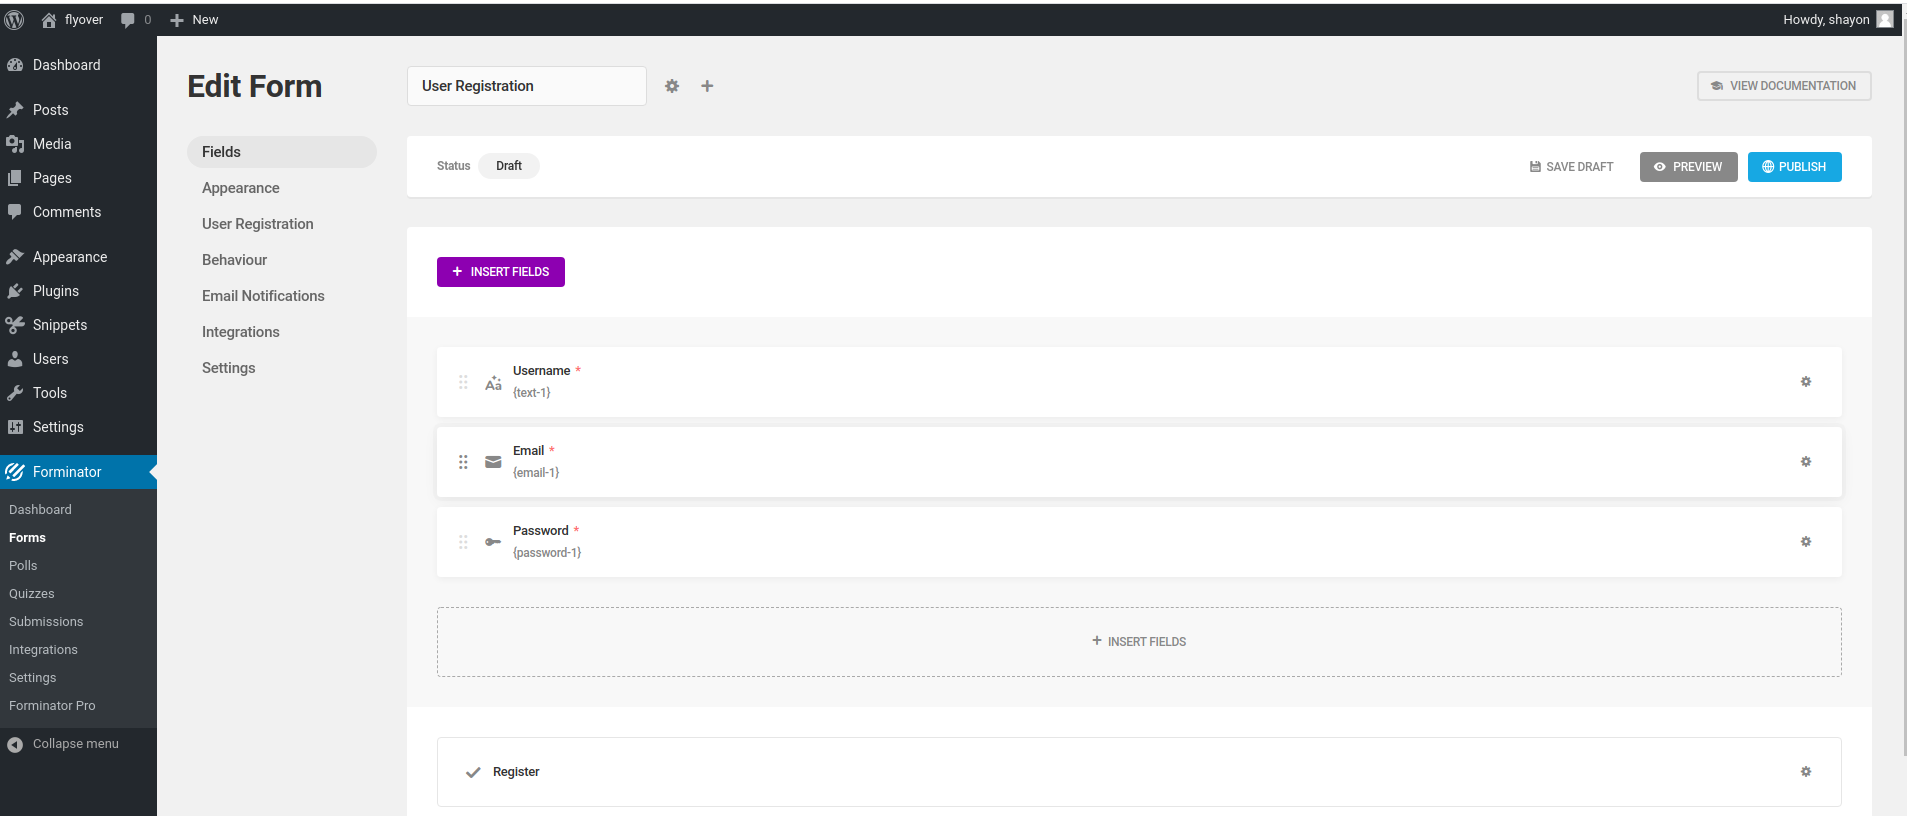 flyover
0
New
Howdy, shayon
Dashboard
Posts
Media
Pages
Comments
Appearance
Plugins
Snippets
Users
Tools
Settings
Forminator
Dashboard
Forms
Polls
Quizzes
Submissions
Integrations
Settings
Forminator Pro
Collapse menu
Edit Form
Fields
Appearance
User Registration
Behaviour
Email Notifications
Integrations
Settings
User Registration
VIEW DOCUMENTATION
Status Draft
SAVE DRAFT
PREVIEW
PUBLISH
+ INSERT FIELDS
Username *
{text-1}
Email *
{email-1}
Password *
{password-1}
+ INSERT FIELDS
Register